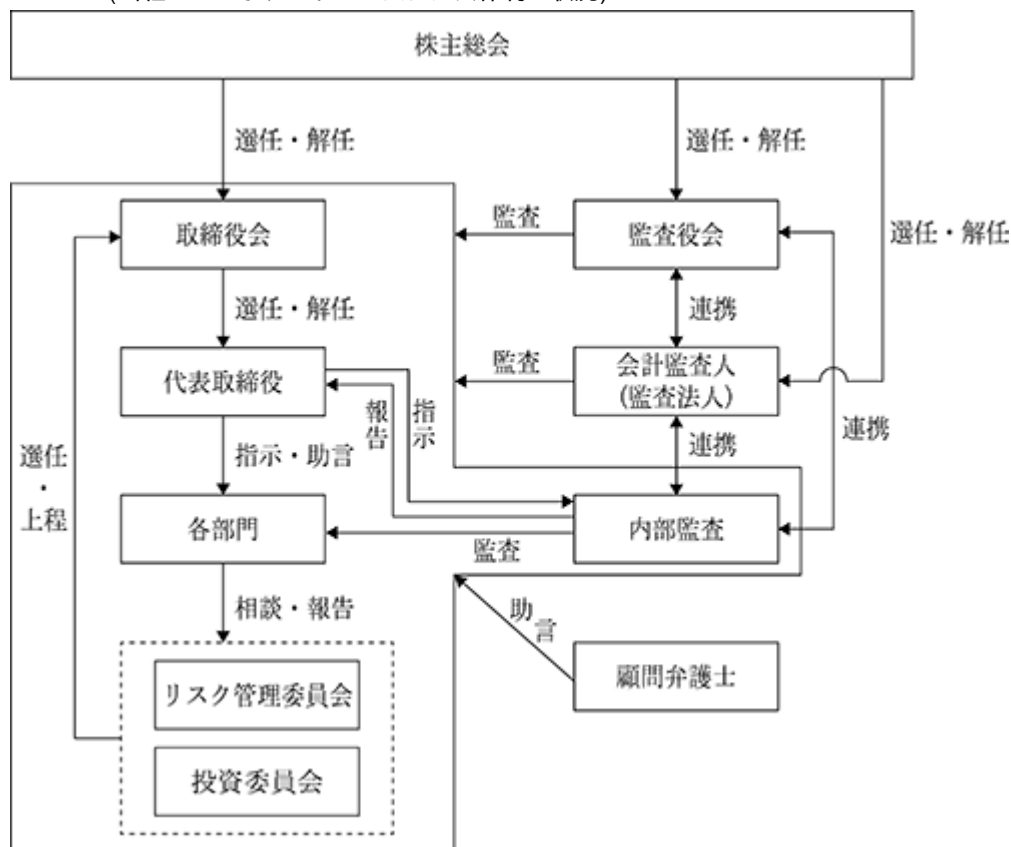 株主総会
選任・解任
選任・解任
選任・解任
取締役会
監査
監査役会
選任・解任
連携
代表取締役
監査
会計監査人
(監査法人)
報告
指示
連携
選任・上程
指示・助言
連携
各部門
監査
内部監査
相談・報告
助言
顧問弁護士
リスク管理委員会
投資委員会